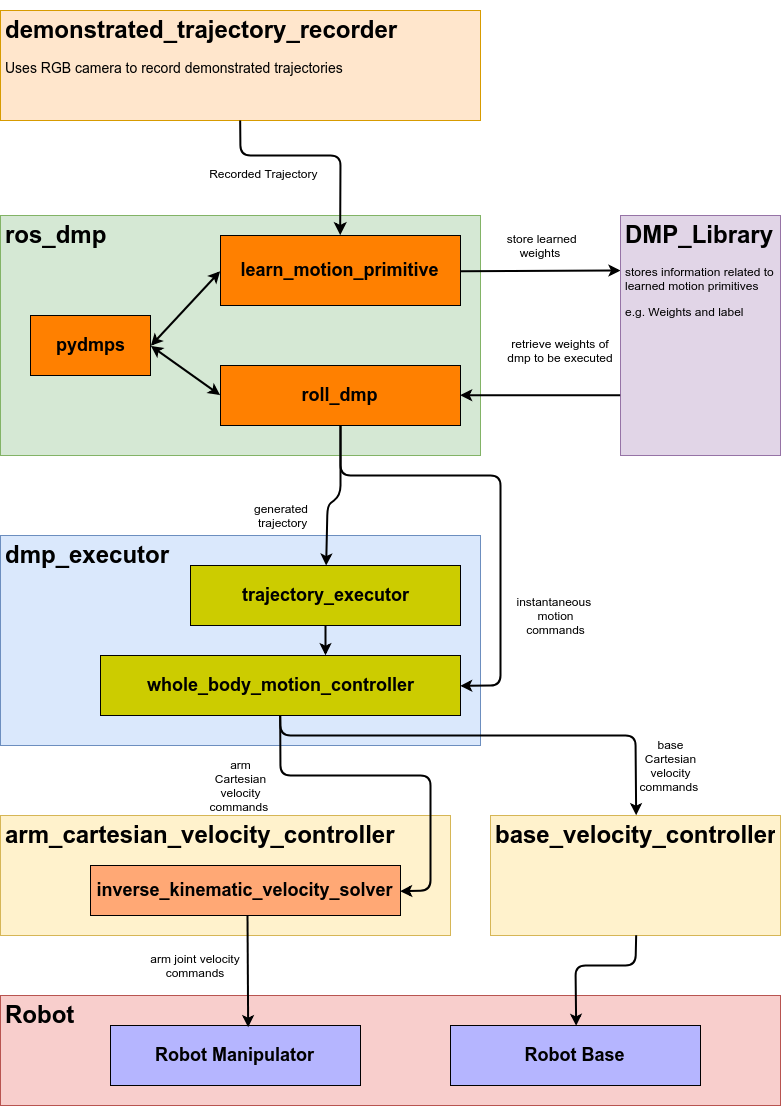 demonstrated_trajectory_recorder
Uses RGB camera to record demonstrated trajectories
Recorded Trajectory
ros_dmp
learn_motion_primitive
pydmps
roll_dmp
store learned
weights
retrieve weights of
dmp to be executed
DMP_Library
stores information related to
learned motion primitives
e.g. Weights and label
generated
trajectory
instantaneous
motion
commands
dmp_executor
trajectory_executor
whole_body_motion_controller
arm
Cartesian
velocity
commands
base
Cartesian
velocity
commands
arm_cartesian_velocity_controller
inverse_kinematic_velocity_solver
base_velocity_controller
arm joint velocity
commands
Robot
Robot Manipulator
Robot Base